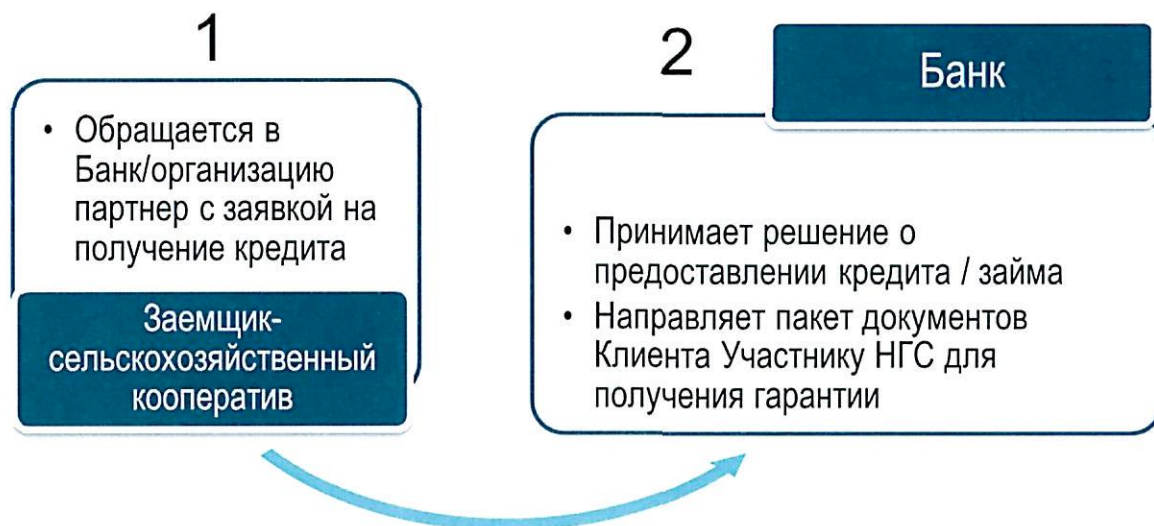 1
• Обращается в
Банк/организацию
партнер с заявкой на
получение кредита
Заемщик-
сельскохозяйственный
кооператив
2
Банк
• Принимает решение о
предоставлении кредита / займа
• Направляет пакет документов
Клиента Участнику НГС для
получения гарантии